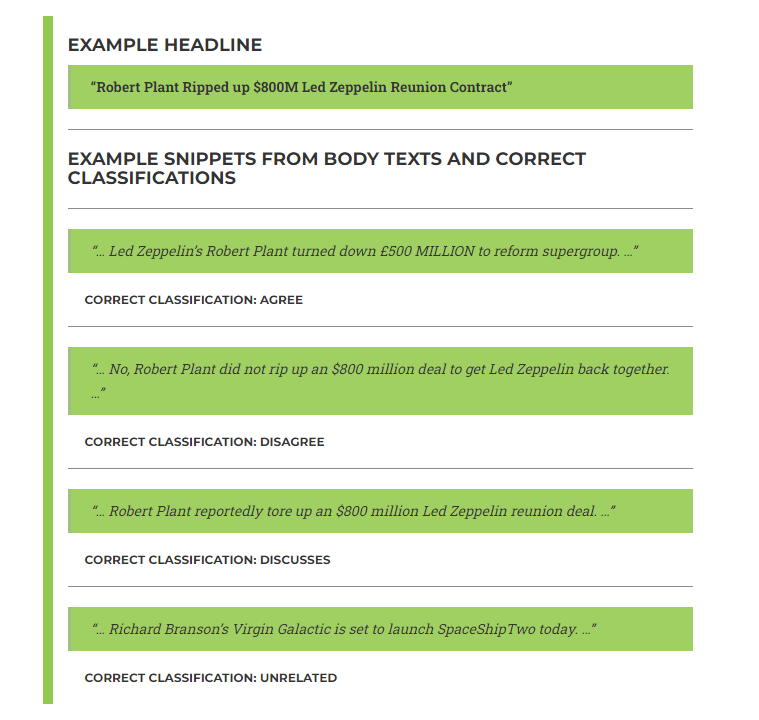 EXAMPLE HEADLINE
“Robert Plant Ripped up $800M Led Zeppelin Reunion Contract”
EXAMPLE SNIPPETS FROM BODY TEXTS AND CORRECT
CLASSIFICATIONS
“... Led Zeppelin’s Robert Plant turned down £500 MILLION to reform supergroup. ...”
CORRECT CLASSIFICATION: AGREE
“... No, Robert Plant did not rip up an $800 million deal to get Led Zeppelin back together.
...”
CORRECT CLASSIFICATION: DISAGREE
“... Robert Plant reportedly tore up an $800 million Led Zeppelin reunion deal. ...”
CORRECT CLASSIFICATION: DISCUSSES
“... Richard Branson’s Virgin Galactic is set to launch SpaceShipTwo today. ...”
CORRECT CLASSIFICATION: UNRELATED